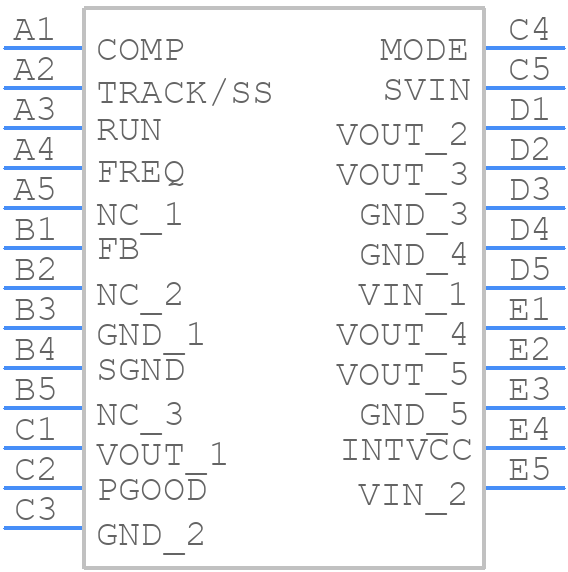 A1 COMP MODE C4
A2 TRACK/SS SVIN C5
A3 RUN VOUT_2 D1
A4 FREQ VOUT_3 D2
A5 NC_1 GND_3 D3
B1 FB GND_4 D4
B2 NC_2 VIN_1 D5
B3 GND_1 VOUT_4 E1
B4 SGND VOUT_5 E2
B5 NC_3 GND_5 E3
C1 VOUT_1 INTVCC E4
C2 PGOOD VIN_2 E5
C3 GND_2